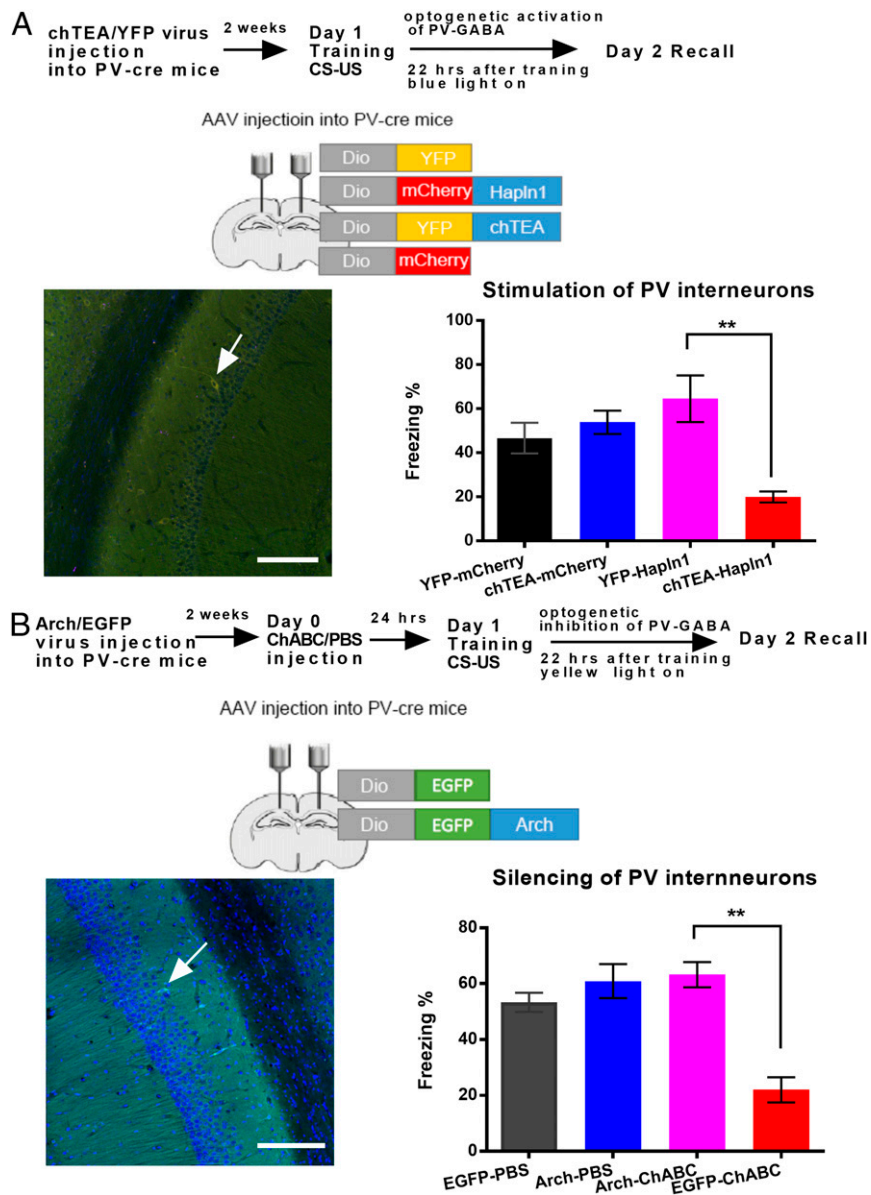 A
chTEA/YFP virus
injection
into PV-cre mice
2 weeks
Day 1
Training
CS-US
optogenetic activation
of PV-GABA
22 hrs after traning
blue light on
Day 2 Recall
AAV injectioin into PV-cre mice
Dio YFP
Dio mCherry Hapln1
Dio YFP chTEA
Dio mCherry
Stimulation of PV interneurons
**
Freezing %
100
80
60
40
20
0
YFP-mCherry
chTEA-mCherry
YFP-Hapln1
chTEA-Hapln1
B
Arch/EGFP
virus injection
into PV-cre mice
2 weeks
Day 0
ChABC/PBS
injection
24 hrs
Day 1
Training
CS-US
optogenetic
inhibition of PV-GABA
22 hrs after training
yellew light on
Day 2 Recall
AAV injection into PV-cre mice
Dio EGFP
Dio EGFP Arch
Silencing of PV internneurons
**
Freezing %
80
60
40
20
0
EGFP-PBS
Arch-PBS
Arch-ChABC
EGFP-ChABC